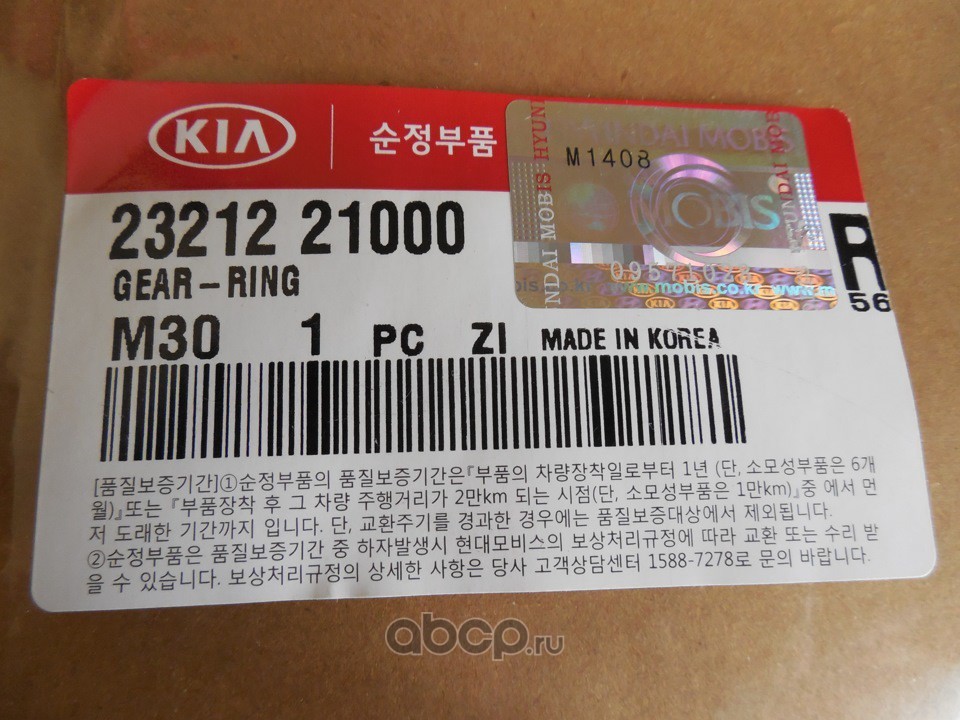 KIA
순정부품
HYUNDAI MOBIS
M1408
MOBIS
www.mobis.co.kr
23212 21000
R
GEAR-RING
56
M30 1 PC ZI MADE IN KOREA
[품질보증기간]①순정부품의 품질보증기간은『부품의 차량장착일로부터 1년 (단, 소모성부품은 6개
월)』또는 『부품장착 후 그 차량 주행거리가 2만km 되는 시점(단, 소모성부품은 1만km)』중 에서 먼
저 도래한 기간까지 입니다. 단, 교환주기를 경과한 경우에는 품질보증대상에서 제외됩니다.
②순정부품은 품질보증기간 중 하자발생시 현대모비스의 보상처리규정에 따라 교환 또는 수리 받
을 수 있습니다. 보상처리규정의 상세한 사항은 당사 고객상담센터 1588-7278로 문의 바랍니다.
abcp.ru